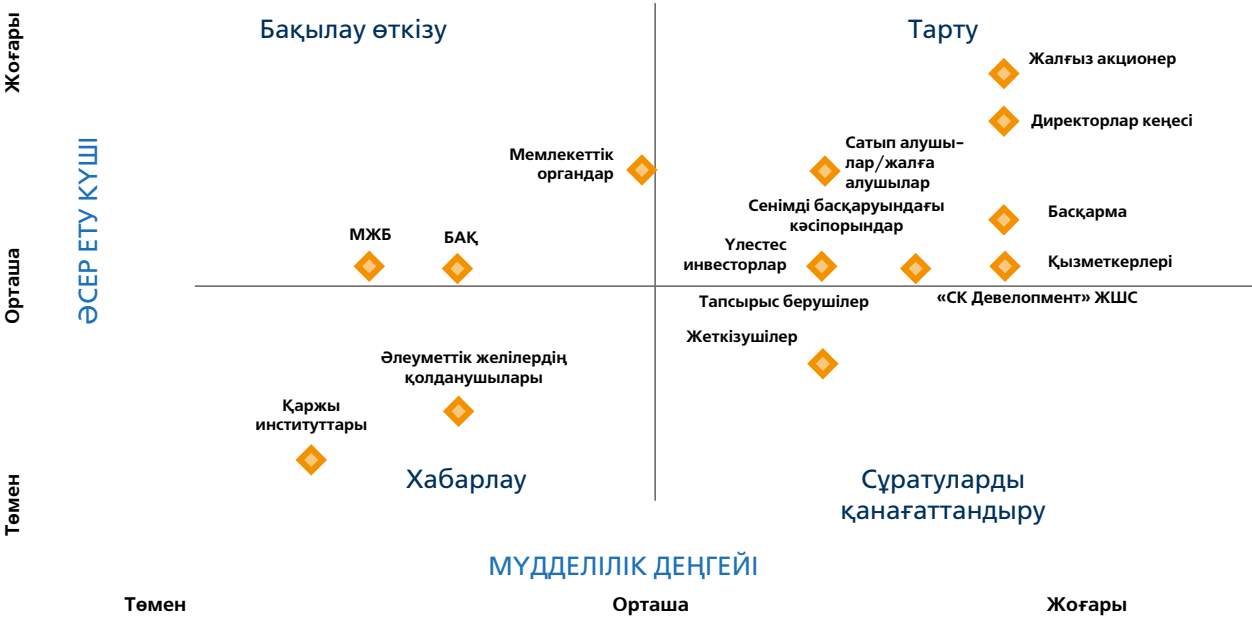 Бақылау өткізу
Тарту
Жоғары
Жалғыз акционер
Директорлар кеңесі
Сатып алушы-
лар/жалға
алушылар
Мемлекеттік
органдар
Сенімді басқаруындағы
кәсіпорындар
Басқарма
МЖБ
БАҚ
Үлестес
инвесторлар
Қызметкерлері
ӘСЕР ЕТУ КҮШІ
Орташа
Тапсырыс берушілер
«СК Девелопмент» ЖШС
Жеткізушілер
Әлеуметтік желілердің
қолданушылары
Қаржы
институттары
Хабарлау
Сұратуларды
қанағаттандыру
Төмен
МҮДДЕЛІЛІК ДЕҢГЕЙІ
Төмен
Орташа
Жоғары